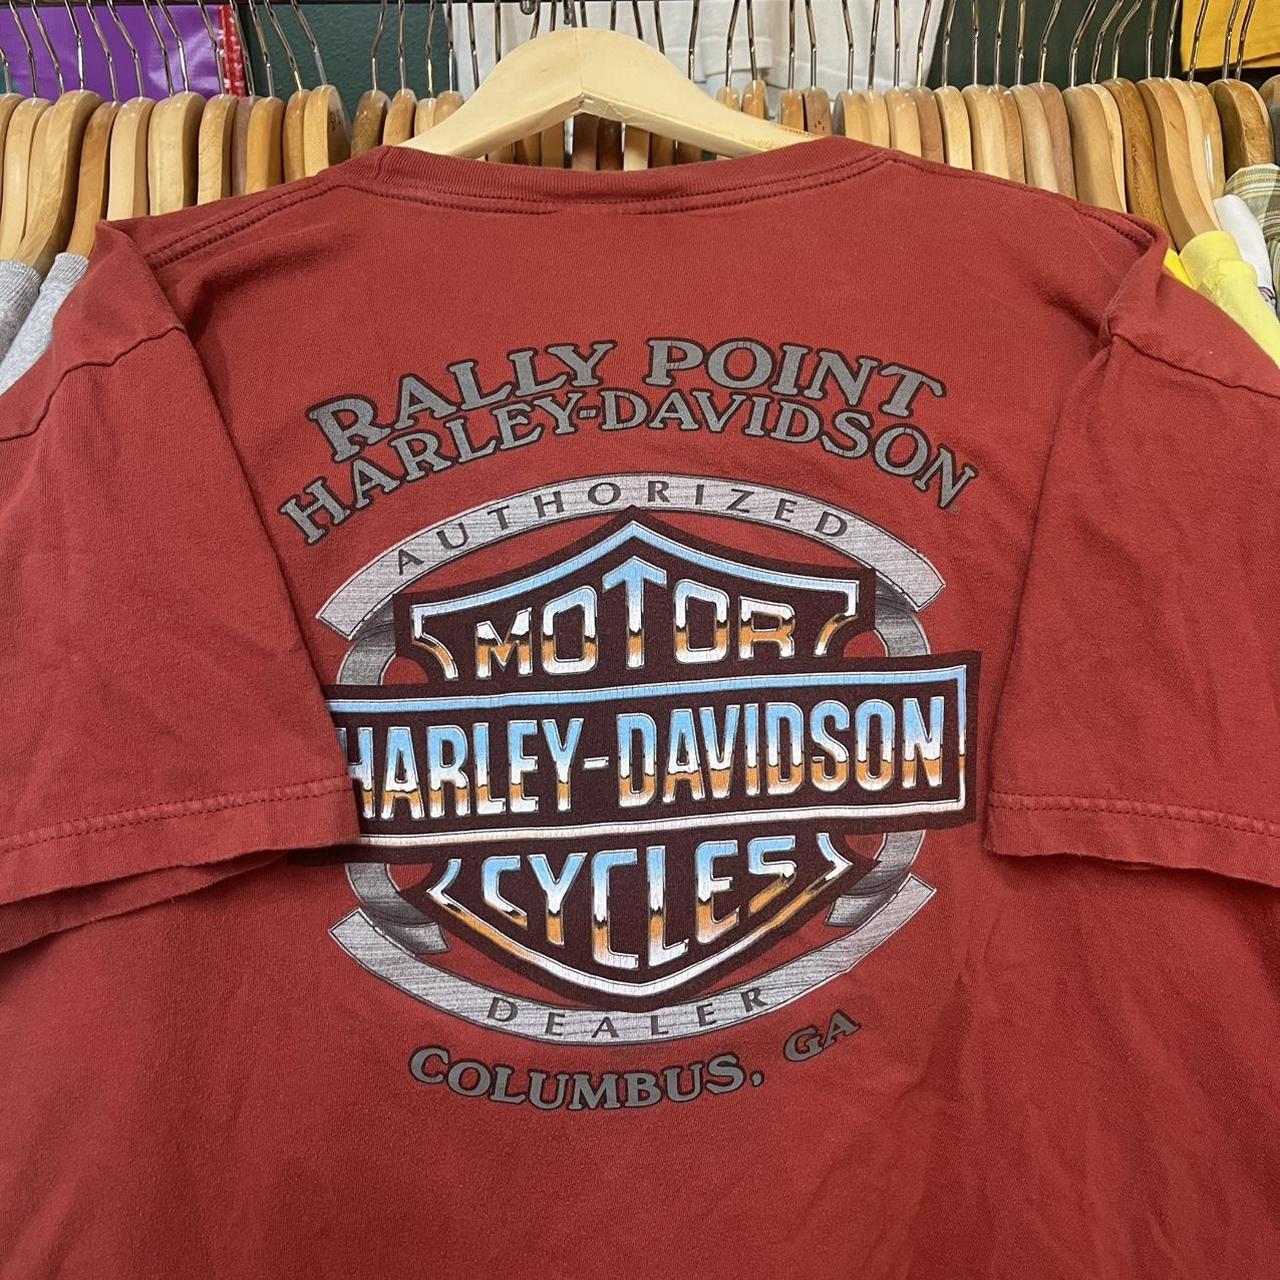 RALLY POINT
HARLEY-DAVIDSON
AUTHORIZED
MOTOR
HARLEY-DAVIDSON
CYCLES
DEALER
COLUMBUS, GA